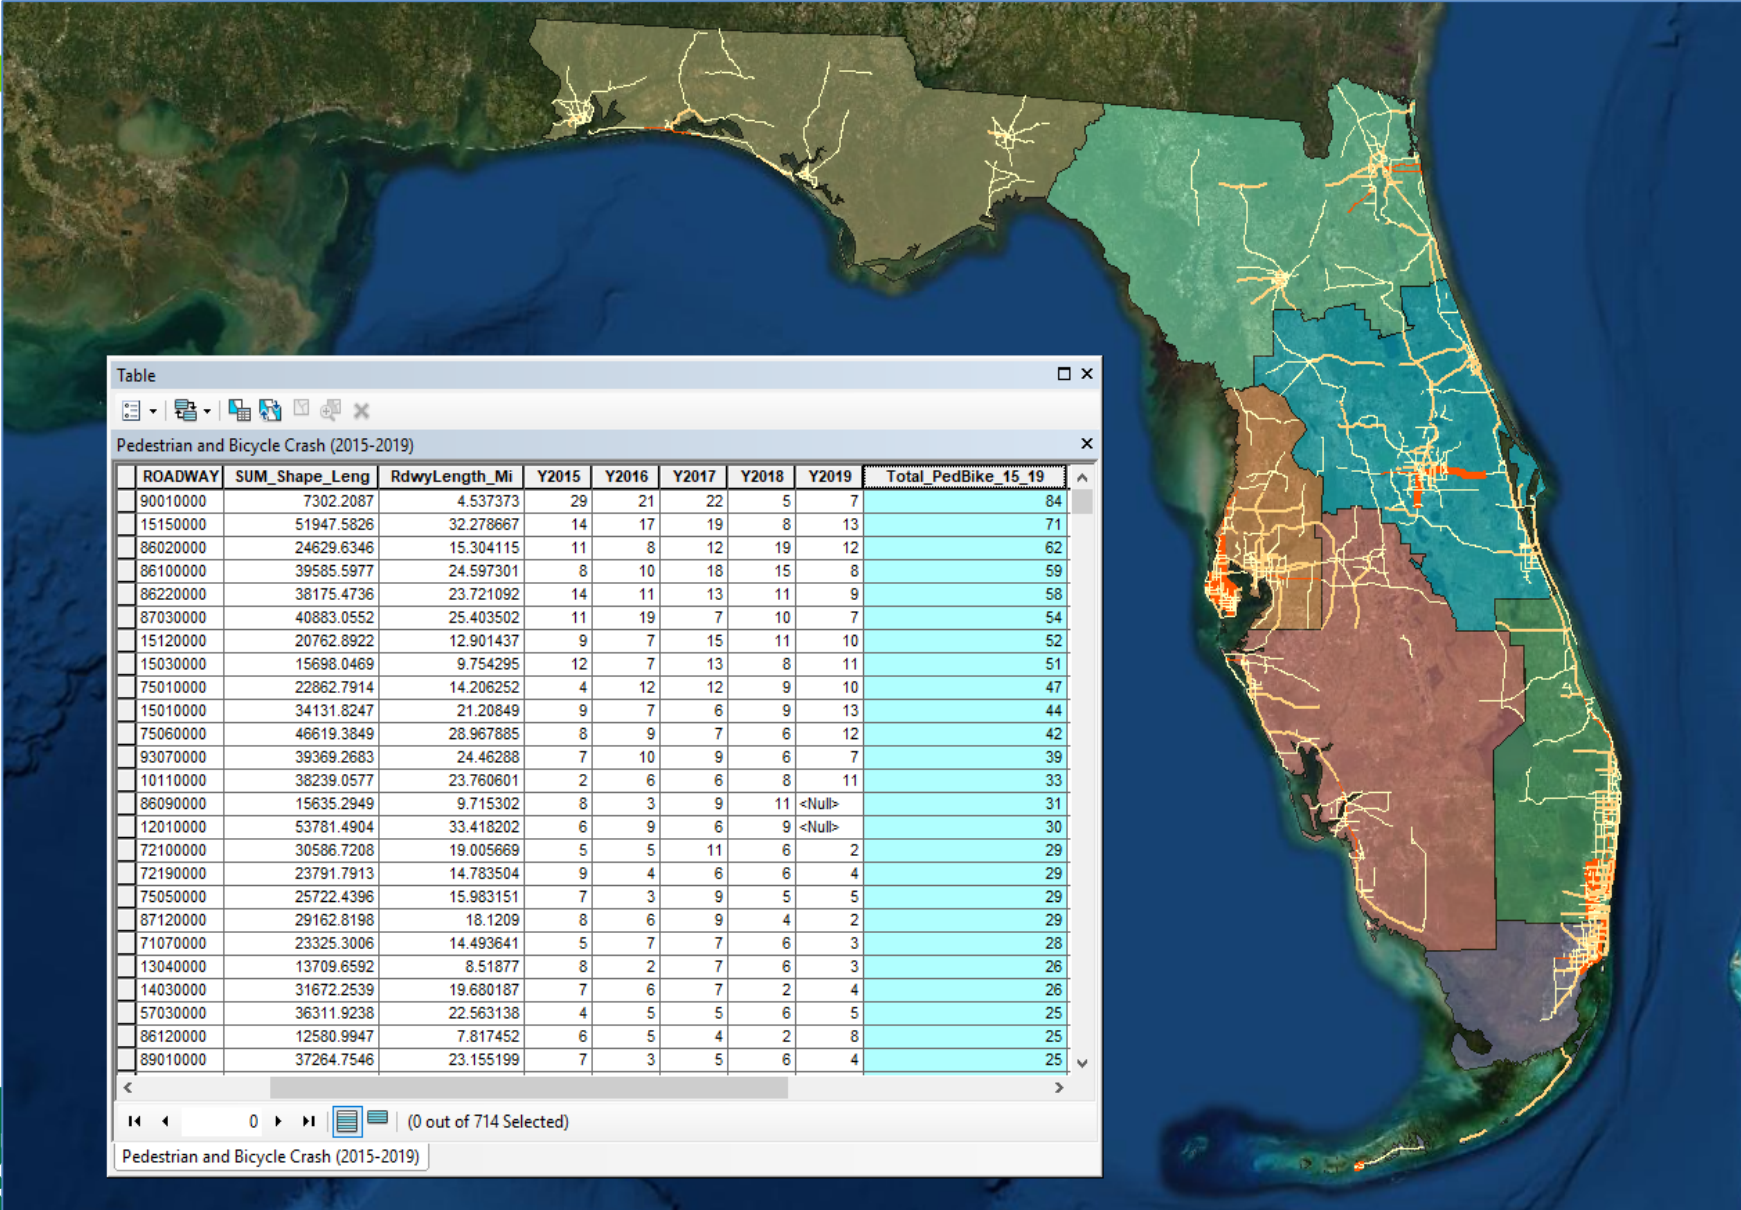 Table
Pedestrian and Bicycle Crash (2015-2019)
ROADWAY SUM_Shape_Leng RdwyLength_Mi Y2015 Y2016 Y2017 Y2018 Y2019 Total_PedBike_15_19
90010000 7302.2087 4.537373 29 21 22 5 7 84
15150000 51947.5826 32.278667 14 17 19 8 13 71
86020000 24629.6346 15.304115 11 8 12 19 12 62
86100000 39585.5977 24.597301 8 10 18 15 8 59
86220000 38175.4736 23.721092 14 11 13 11 9 58
87030000 40883.0552 25.403502 11 19 7 10 7 54
15120000 20762.8922 12.901437 9 7 15 11 10 52
15030000 15698.0469 9.754295 12 7 13 8 11 51
75010000 22862.7914 14.206252 4 12 12 9 10 47
15010000 34131.8247 21.20849 9 7 6 9 13 44
75060000 46619.3849 28.967885 8 9 7 6 12 42
93070000 39369.2683 24.46288 7 10 9 6 7 39
10110000 38239.0577 23.760601 2 6 6 8 11 33
86090000 15635.2949 9.715302 8 3 9 11 <Null> 31
12010000 53781.4904 33.418202 6 9 6 9 <Null> 30
72100000 30586.7208 19.005669 5 5 11 6 2 29
72190000 23791.7913 14.783504 9 4 6 6 4 29
75050000 25722.4396 15.983151 7 3 9 5 5 29
87120000 29162.8198 18.1209 8 6 9 4 2 29
71070000 23325.3006 14.493641 5 7 7 6 3 28
13040000 13709.6592 8.51877 8 2 7 6 3 26
14030000 31672.2539 19.680187 7 6 7 2 4 26
57030000 36311.9238 22.563138 4 5 5 6 5 25
86120000 12580.9947 7.817452 6 5 4 2 8 25
89010000 37264.7546 23.155199 7 3 5 6 4 25
0 (0 out of 714 Selected)
Pedestrian and Bicycle Crash (2015-2019)